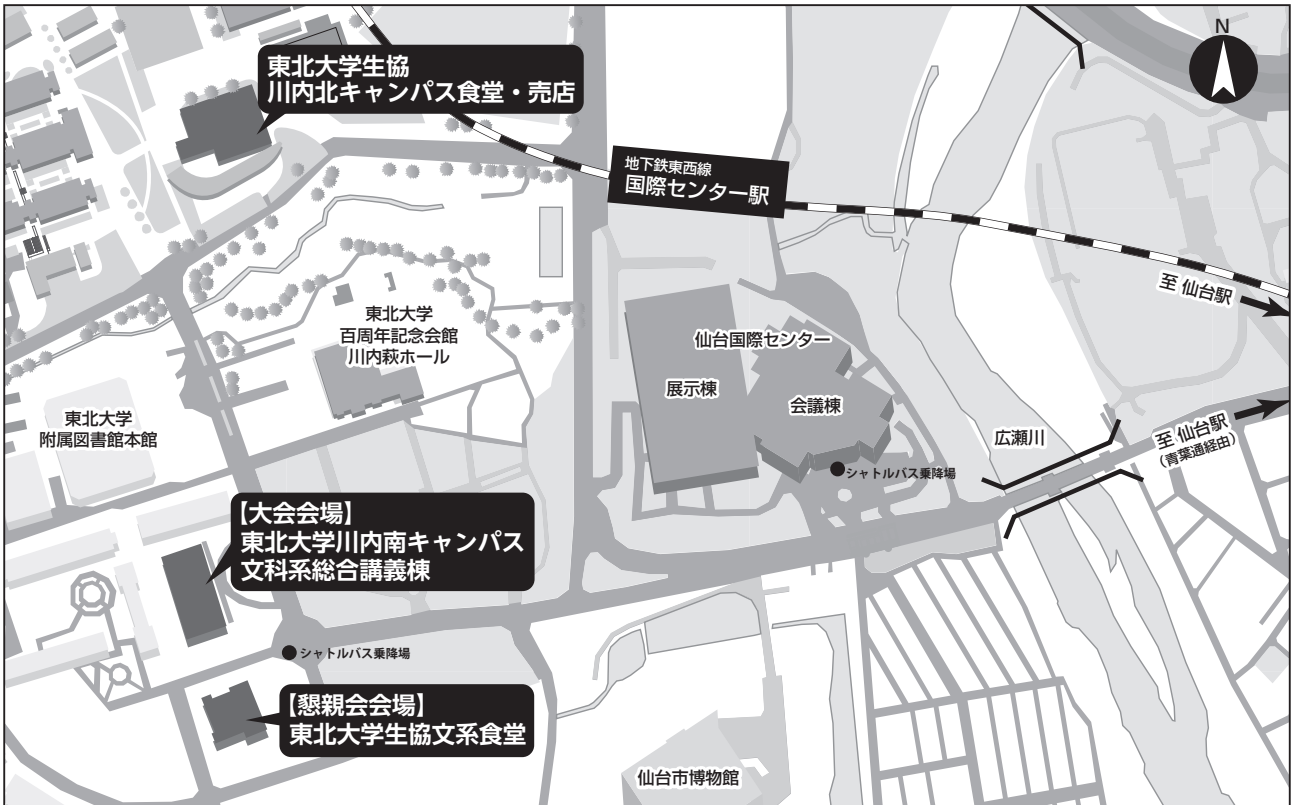 N
東北大学生協
川内北キャンパス食堂・売店
地下鉄東西線
国際センター駅
至 仙台駅
東北大学
百周年記念会館
川内萩ホール
仙台国際センター
展示棟
会議棟
東北大学
附属図書館本館
広瀬川
至 仙台駅
（青葉通経由）
シャトルバス乗降場
【大会会場】
東北大学川内南キャンパス
文科系総合講義棟
シャトルバス乗降場
【懇親会会場】
東北大学生協文系食堂
仙台市博物館